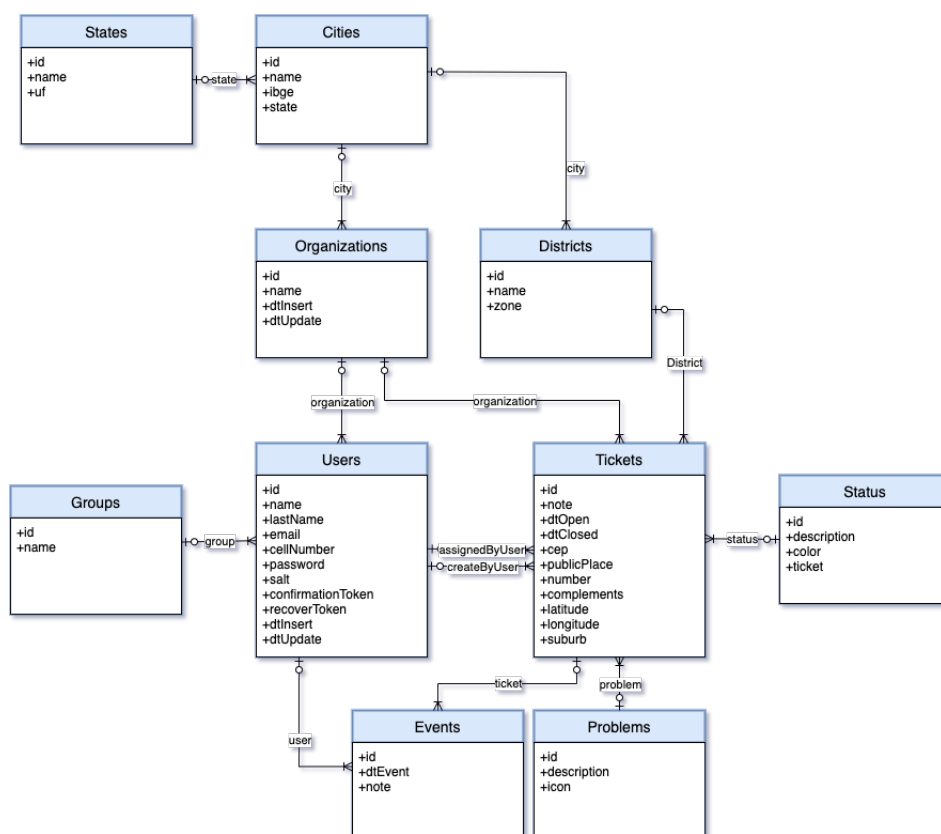 States
+id
+name
+uf
state
Cities
+id
+name
+ibge
+state
city
city
Organizations
+id
+name
+dtInsert
+dtUpdate
Districts
+id
+name
+zone
District
organization
organization
Groups
+id
+name
group
Users
+id
+name
+lastName
+email
+cellNumber
+password
+salt
+confirmationToken
+recoverToken
+dtInsert
+dtUpdate
assignedByUser
createByUser
Tickets
+id
+note
+dtOpen
+dtClosed
+cep
+publicPlace
+number
+complements
+latitude
+longitude
+suburb
status
Status
+id
+description
+color
+ticket
ticket
problem
user
Events
+id
+dtEvent
+note
Problems
+id
+description
+icon